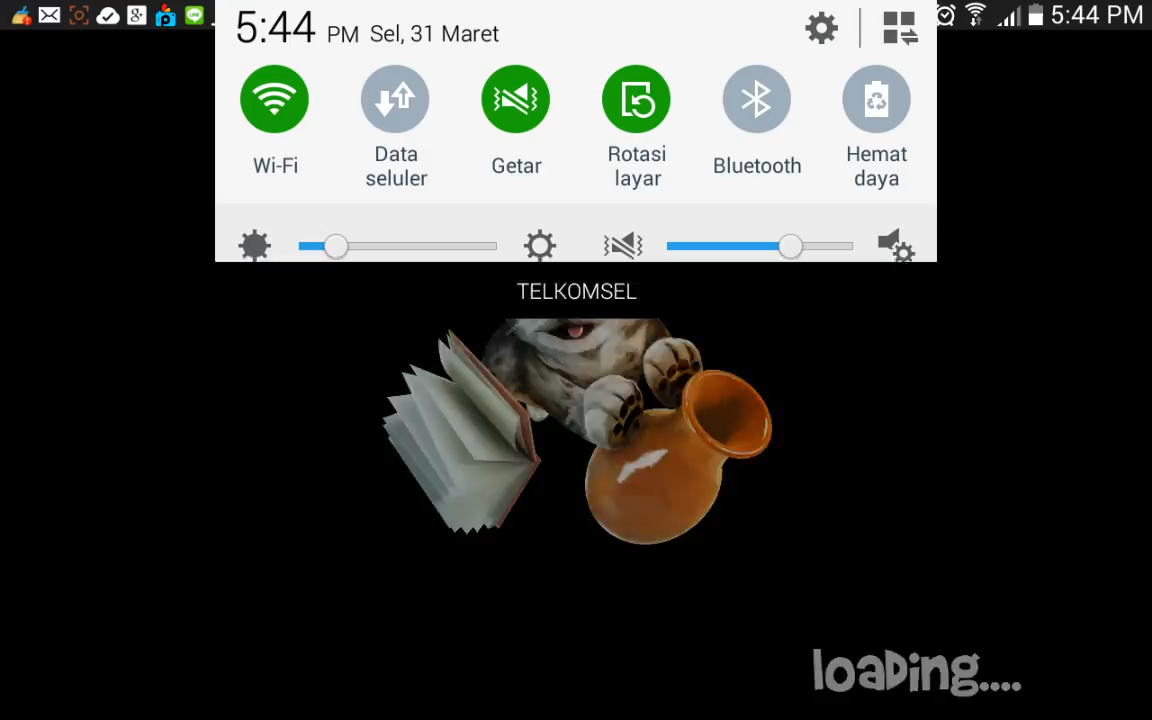 5:44 PM Sel, 31 Maret
5:44 PM
Wi-Fi
Data
seluler
Getar
Rotasi
layar
Bluetooth
Hemat
daya
TELKOMSEL
loading....